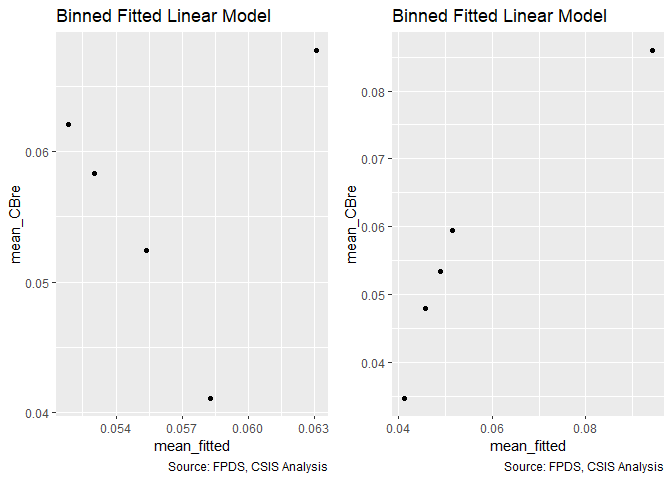 Binned Fitted Linear Model
mean_CBre
0.06
0.05
0.04
0.054 0.057 0.060 0.063
mean_fitted
Source: FPDS, CSIS Analysis
Binned Fitted Linear Model
mean_CBre
0.08
0.07
0.06
0.05
0.04
0.04 0.06 0.08
mean_fitted
Source: FPDS, CSIS Analysis